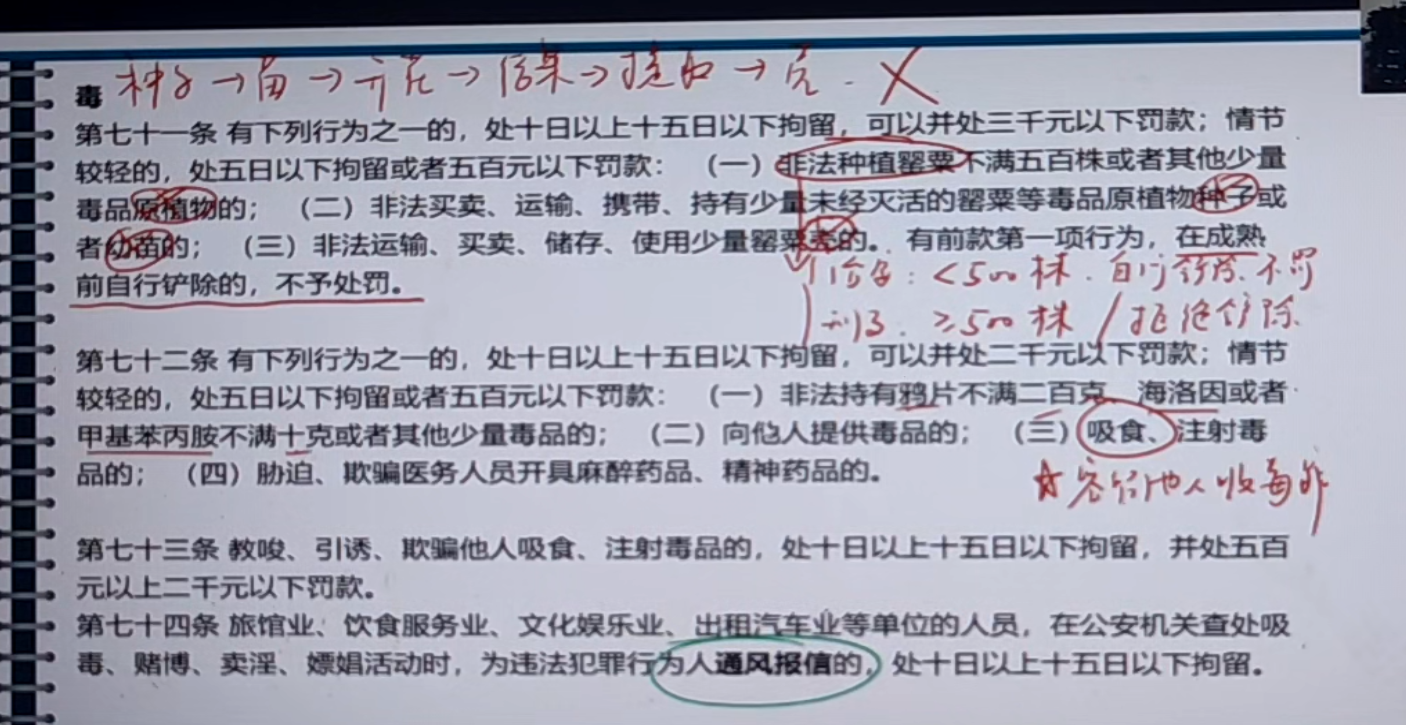 种子→苗→开花→结果→提取→壳. X
毒
第七十一条 有下列行为之一的，处十日以上十五日以下拘留，可以并处三千元以下罚款；情节
较轻的，处五日以下拘留或者五百元以下罚款：（一）非法种植罂粟不满五百株或者其他少量
毒品原植物的；（二）非法买卖、运输、携带、持有少量未经灭活的罂粟等毒品原植物种子或
者幼苗的；（三）非法运输、买卖、储存、使用少量罂粟壳的。有前款第一项行为，在成熟
前自行铲除的，不予处罚。
治安：<500株．自行铲除．不罚
刑法．≥500株/拒绝铲除
第七十二条 有下列行为之一的，处十日以上十五日以下拘留，可以并处二千元以下罚款；情节
较轻的，处五日以下拘留或者五百元以下罚款：（一）非法持有鸦片不满二百克、海洛因或者
甲基苯丙胺不满十克或者其他少量毒品的；（二）向他人提供毒品的；（三）吸食、注射毒
品的；（四）胁迫、欺骗医务人员开具麻醉药品、精神药品的。
☆容留他人吸毒罪
第七十三条 教唆、引诱、欺骗他人吸食、注射毒品的，处十日以上十五日以下拘留，并处五百
元以上二千元以下罚款。
第七十四条 旅馆业、饮食服务业、文化娱乐业、出租汽车业等单位的人员，在公安机关查处吸
毒、赌博、卖淫、嫖娼活动时，为违法犯罪行为人通风报信的，处十日以上十五日以下拘留。